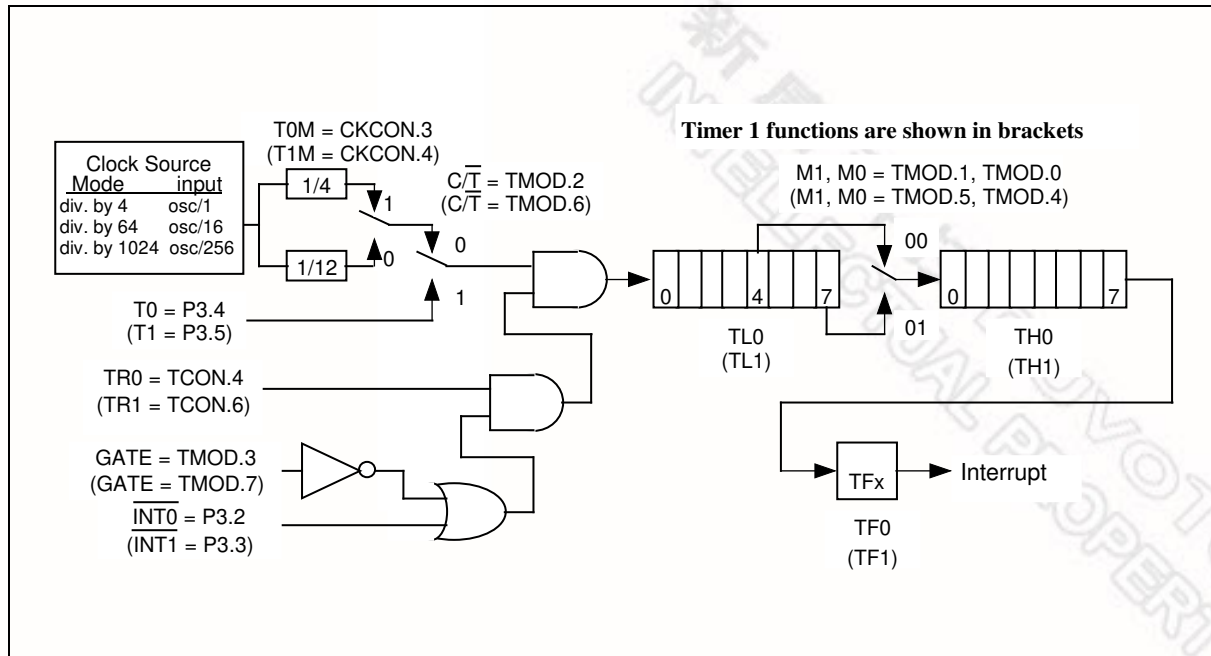 Timer 1 functions are shown in brackets
T0M = CKCON.3
(T1M = CKCON.4)
Clock Source
Mode input
div. by 4 osc/1
div. by 64 osc/16
div. by 1024 osc/256
1/4
1/12
1
0
C/T̅ = TMOD.2
(C/T̅ = TMOD.6)
0
1
M1, M0 = TMOD.1, TMOD.0
(M1, M0 = TMOD.5, TMOD.4)
00
01
0 4 7
TL0
(TL1)
0 7
TH0
(TH1)
T0 = P3.4
(T1 = P3.5)
TR0 = TCON.4
(TR1 = TCON.6)
GATE = TMOD.3
(GATE = TMOD.7)
I̅N̅T̅0̅ = P3.2
(I̅N̅T̅1̅ = P3.3)
TFx
Interrupt
TF0
(TF1)